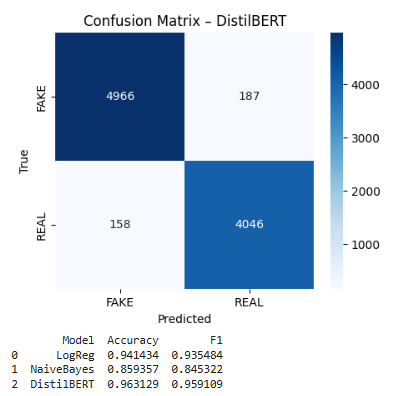 Confusion Matrix – DistilBERT
True
FAKE
REAL
4966
187
158
4046
FAKE
REAL
Predicted
4000
3000
2000
1000
Model Accuracy F1
0 LogReg 0.941434 0.935484
1 NaiveBayes 0.859357 0.845322
2 DistilBERT 0.963129 0.959109